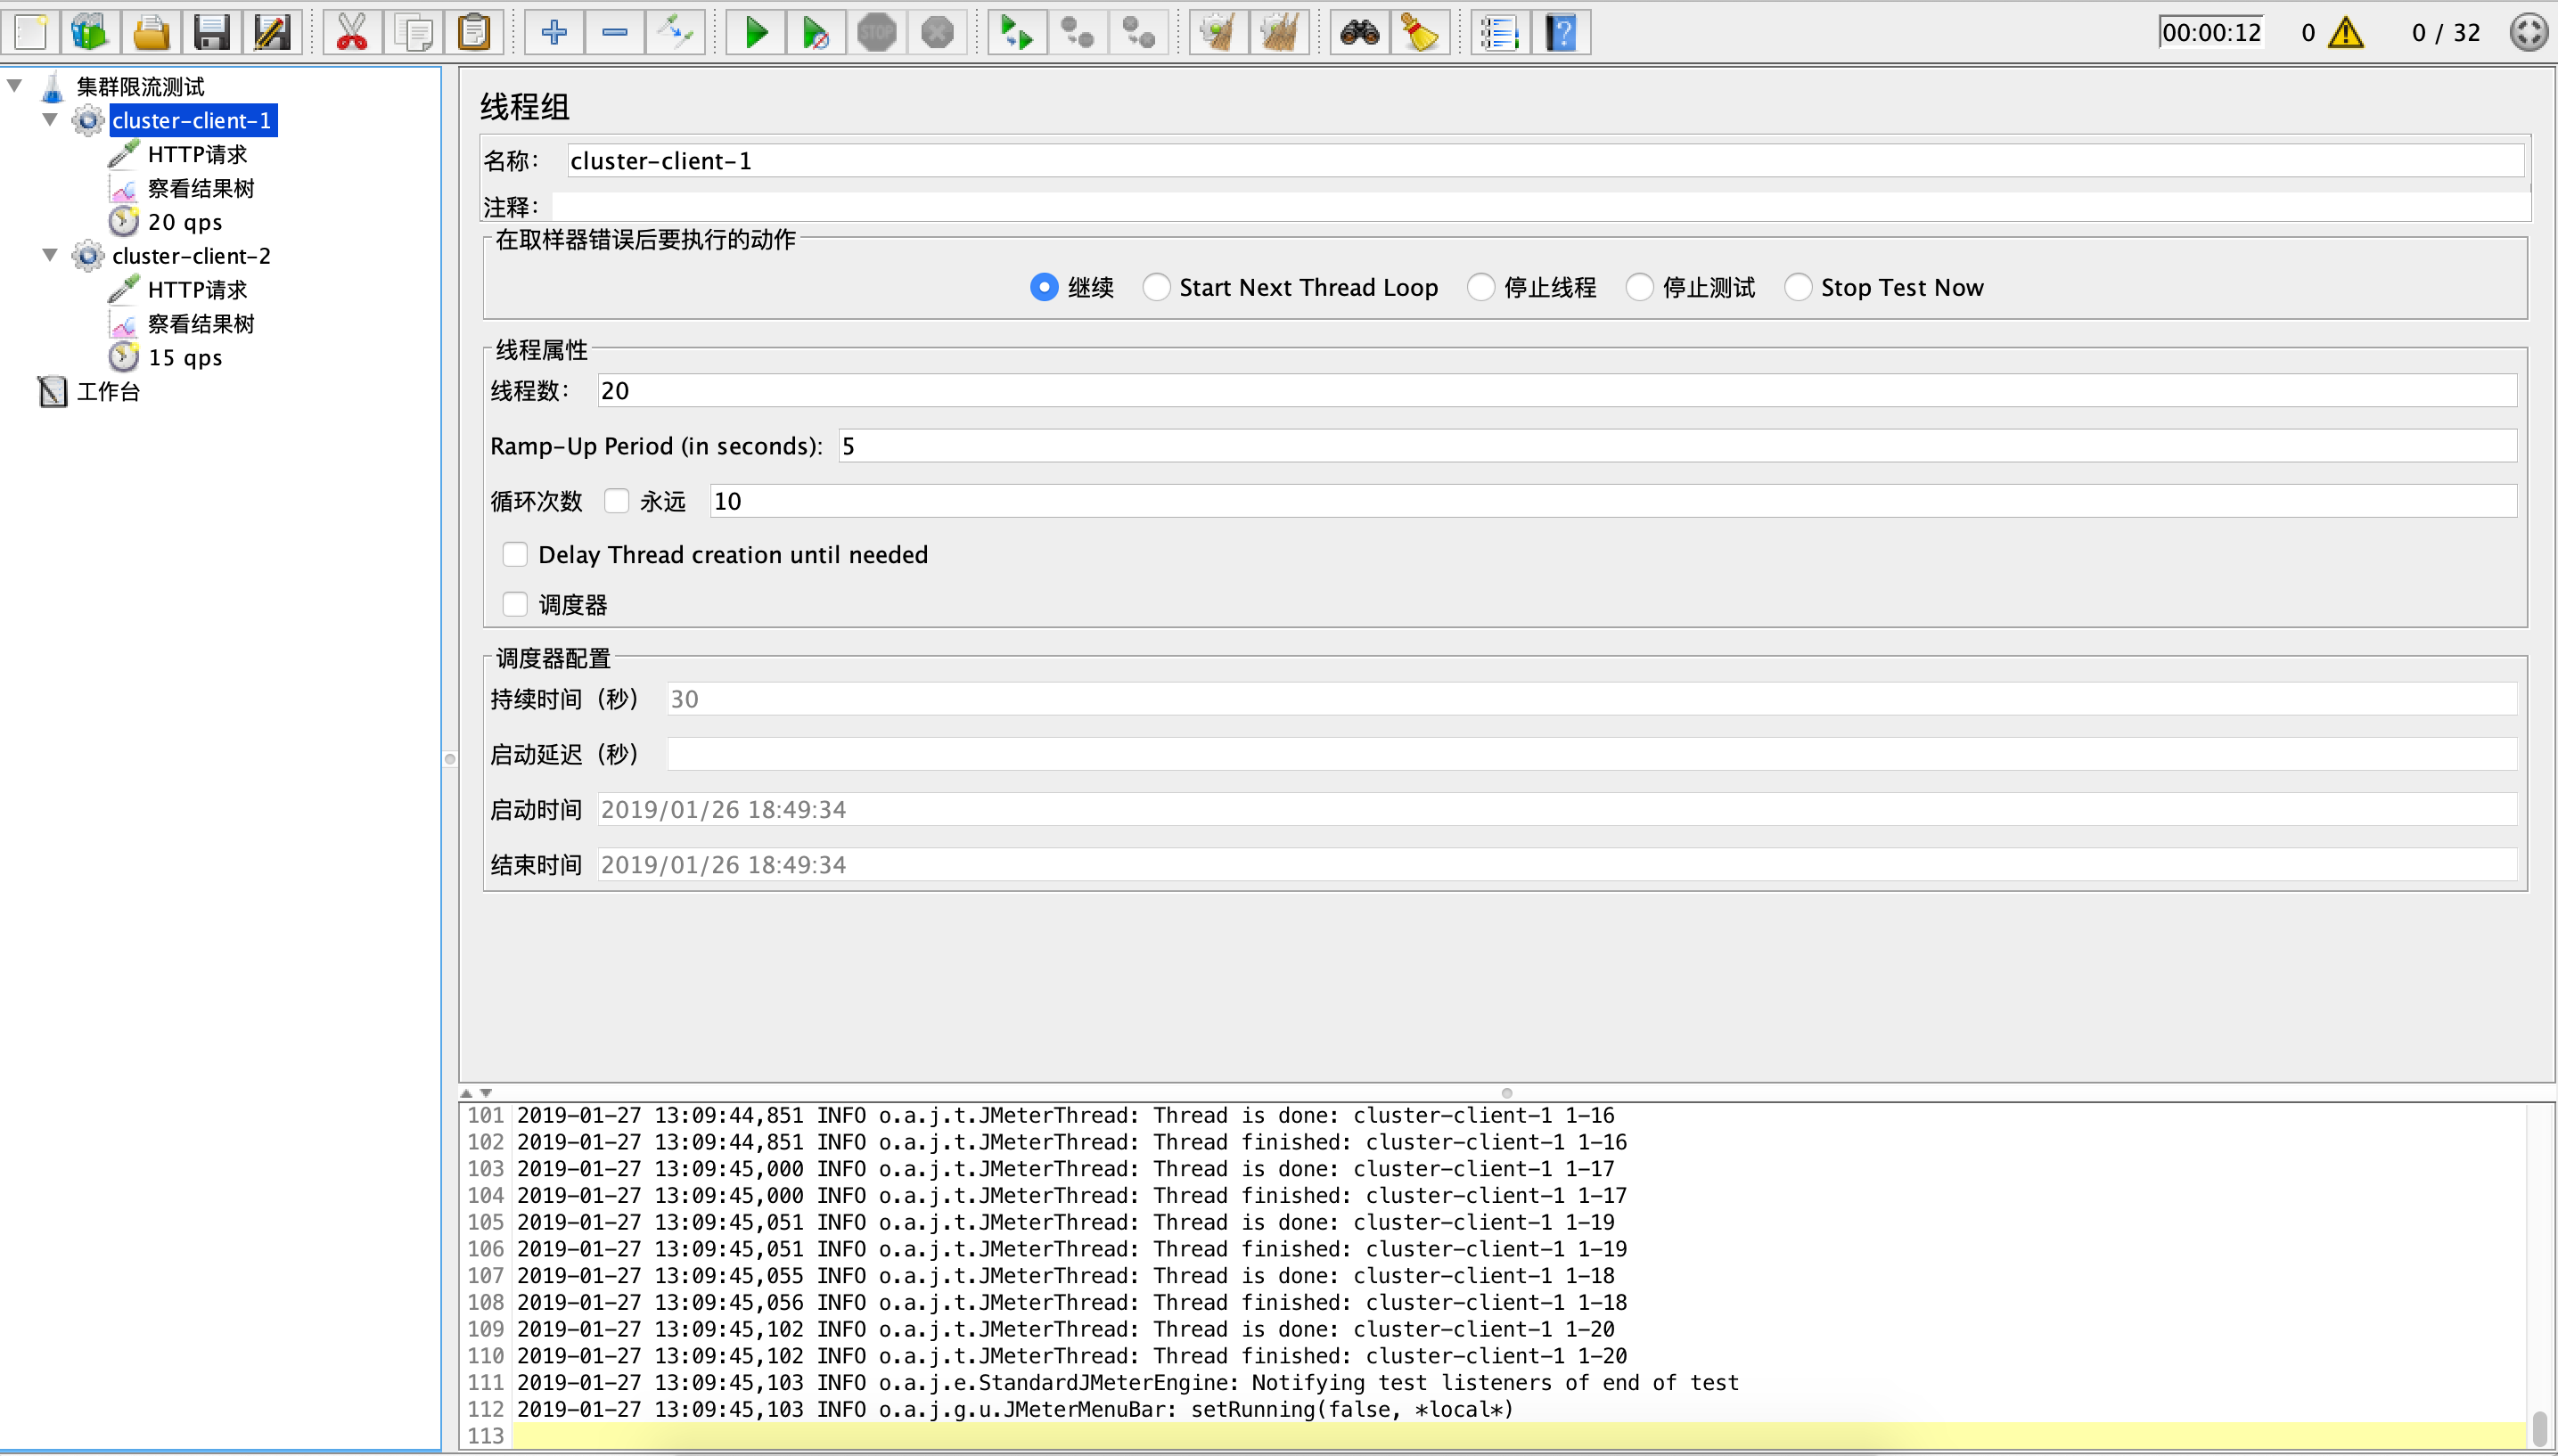 STOP
00:00:12 0 0 / 32
集群限流测试
cluster-client-1
HTTP请求
察看结果树
20 qps
cluster-client-2
HTTP请求
察看结果树
15 qps
工作台
线程组
名称： cluster-client-1
注释：
在取样器错误后要执行的动作
继续 Start Next Thread Loop 停止线程 停止测试 Stop Test Now
线程属性
线程数： 20
Ramp-Up Period (in seconds): 5
循环次数 永远 10
Delay Thread creation until needed
调度器
调度器配置
持续时间（秒） 30
启动延迟（秒）
启动时间 2019/01/26 18:49:34
结束时间 2019/01/26 18:49:34
101 2019-01-27 13:09:44,851 INFO o.a.j.t.JMeterThread: Thread is done: cluster-client-1 1-16
102 2019-01-27 13:09:44,851 INFO o.a.j.t.JMeterThread: Thread finished: cluster-client-1 1-16
103 2019-01-27 13:09:45,000 INFO o.a.j.t.JMeterThread: Thread is done: cluster-client-1 1-17
104 2019-01-27 13:09:45,000 INFO o.a.j.t.JMeterThread: Thread finished: cluster-client-1 1-17
105 2019-01-27 13:09:45,051 INFO o.a.j.t.JMeterThread: Thread is done: cluster-client-1 1-19
106 2019-01-27 13:09:45,051 INFO o.a.j.t.JMeterThread: Thread finished: cluster-client-1 1-19
107 2019-01-27 13:09:45,055 INFO o.a.j.t.JMeterThread: Thread is done: cluster-client-1 1-18
108 2019-01-27 13:09:45,056 INFO o.a.j.t.JMeterThread: Thread finished: cluster-client-1 1-18
109 2019-01-27 13:09:45,102 INFO o.a.j.t.JMeterThread: Thread is done: cluster-client-1 1-20
110 2019-01-27 13:09:45,102 INFO o.a.j.t.JMeterThread: Thread finished: cluster-client-1 1-20
111 2019-01-27 13:09:45,103 INFO o.a.j.e.StandardJMeterEngine: Notifying test listeners of end of test
112 2019-01-27 13:09:45,103 INFO o.a.j.g.u.JMeterMenuBar: setRunning(false, *local*)
113